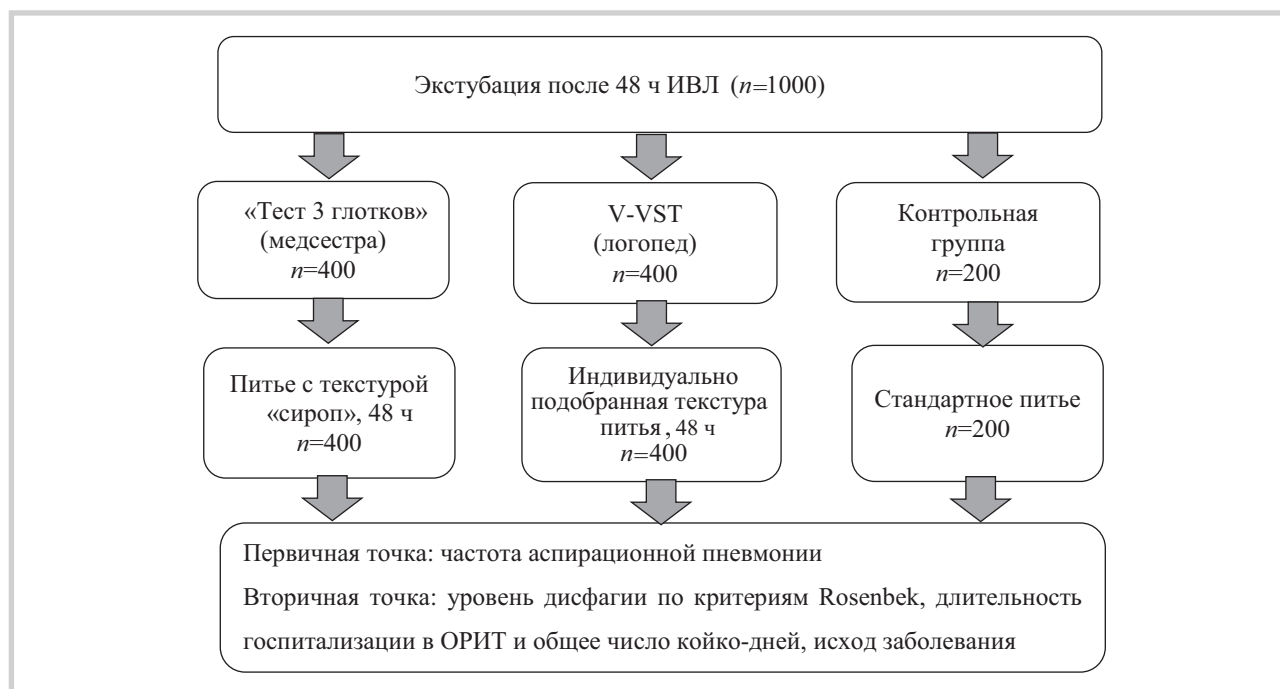 Экстубация после 48 ч ИВЛ (n=1000)
«Тест 3 глотков»
(медсестра)
n=400
V-VST
(логопед)
n=400
Контрольная
группа
n=200
Питье с текстурой
«сироп», 48 ч
n=400
Индивидуально
подобранная текстура
питья, 48 ч
n=400
Стандартное питье
n=200
Первичная точка: частота аспирационной пневмонии
Вторичная точка: уровень дисфагии по критериям Rosenbek, длительность
госпитализации в ОРИТ и общее число койко-дней, исход заболевания